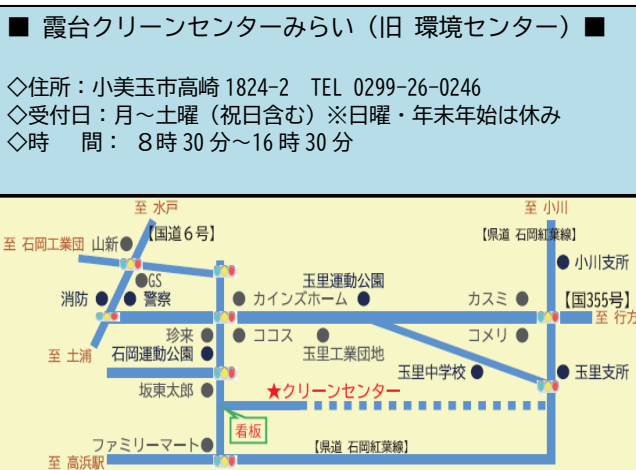 ■ 霞台クリーンセンターみらい（旧 環境センター）■
◇住所：小美玉市高崎 1824-2　TEL 0299-26-0246
◇受付日：月～土曜（祝日含む）※日曜・年末年始は休み
◇時　間： 8時 30 分～16 時 30 分
至 水戸
至 小川
【国道6号】
【県道 石岡紅葉線】
至 石岡工業団
山新
小川支所
GS
玉里運動公園
消防
警察
カインズホーム
カスミ
【国355号】
至 行方
珍来
ココス
コメリ
至 土浦
石岡運動公園
玉里工業団地
玉里中学校
玉里支所
坂東太郎
★クリーンセンター
看板
ファミリーマート
【県道 石岡紅葉線】
至 高浜駅